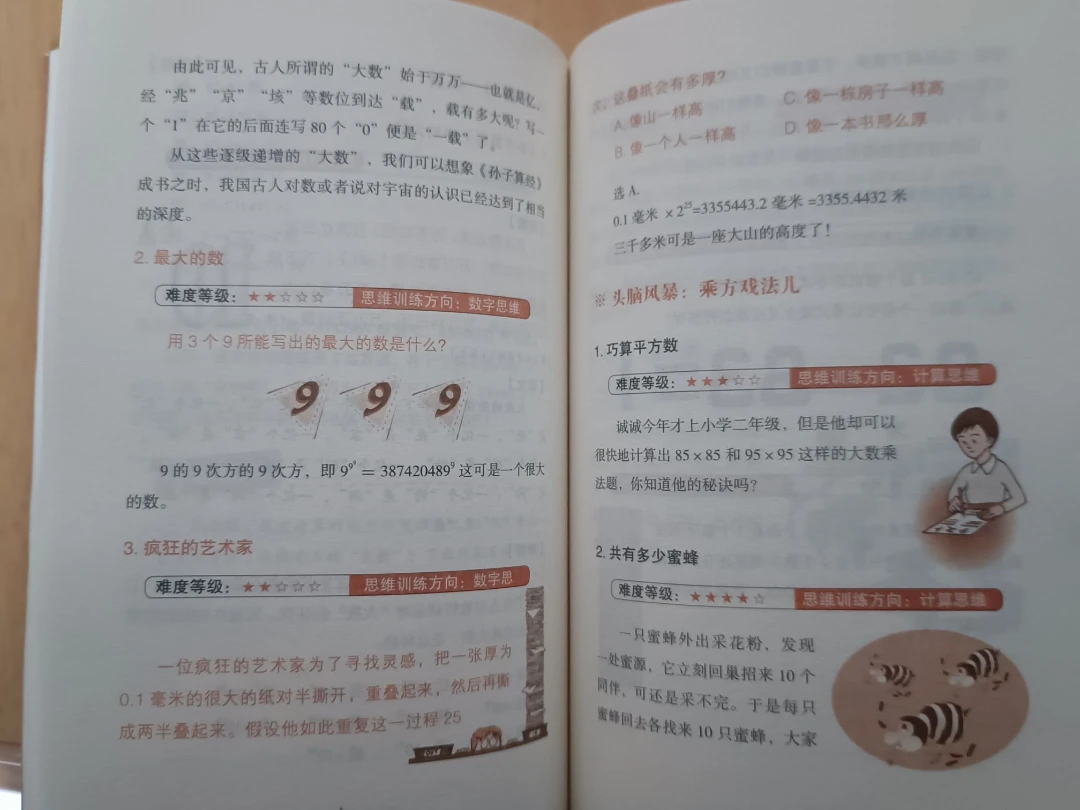 由此可见，古人所谓的“大数”始于万万——也就是亿，
经“兆”“京”“垓”等数位到达“载”，载有多大呢？写一
个“1”在它的后面连写 80 个“0”便是“一载”了，
从这些逐级递增的“大数”，我们可以想象《孙子算经》
成书之时，我国古人对数或者说对宇宙的认识已经达到了相当
的深度。
2. 最大的数
难度等级：★★☆☆☆ 思维训练方向：数字思维
用 3 个 9 所能写出的最大的数是什么？
9 9 9
9 的 9 次方的 9 次方，即 9^{9^9} = 387420489^9 这可是一个很大
的数。
3. 疯狂的艺术家
难度等级：★★☆☆☆ 思维训练方向：数字思
一位疯狂的艺术家为了寻找灵感，把一张厚为
0.1 毫米的很大的纸对半撕开，重叠起来，然后再撕
成两半叠起来。假设他如此重复这一过程 25
次，这叠纸会有多厚？
A. 像山一样高 C. 像一栋房子一样高
B. 像一个人一样高 D. 像一本书那么厚
选 A.
0.1 毫米 ×2^25=3355443.2 毫米 =3355.4432 米
三千多米可是一座大山的高度了！
※ 头脑风暴：乘方戏法儿
1. 巧算平方数
难度等级：★★★☆☆ 思维训练方向：计算思维
诚诚今年才上小学二年级，但是他却可以
很快地计算出 85×85 和 95×95 这样的大数乘
法题，你知道他的秘诀吗？
2. 共有多少蜜蜂
难度等级：★★★★☆ 思维训练方向：计算思维
一只蜜蜂外出采花粉，发现
一处蜜源，它立刻回巢招来 10 个
同伴，可还是采不完。于是每只
蜜蜂回去各找来 10 只蜜蜂，大家